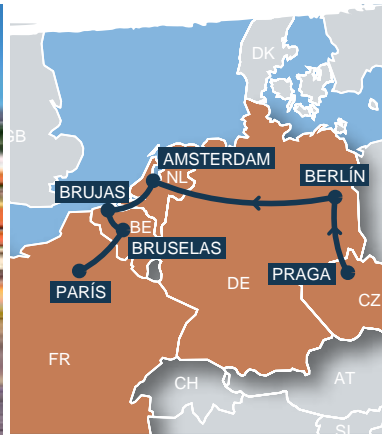 DK
GB
AMSTERDAM
NL
BERLÍN
BRUJAS
BE
BRUSELAS
PRAGA
DE
PARÍS
CZ
FR
CH
AT
SI